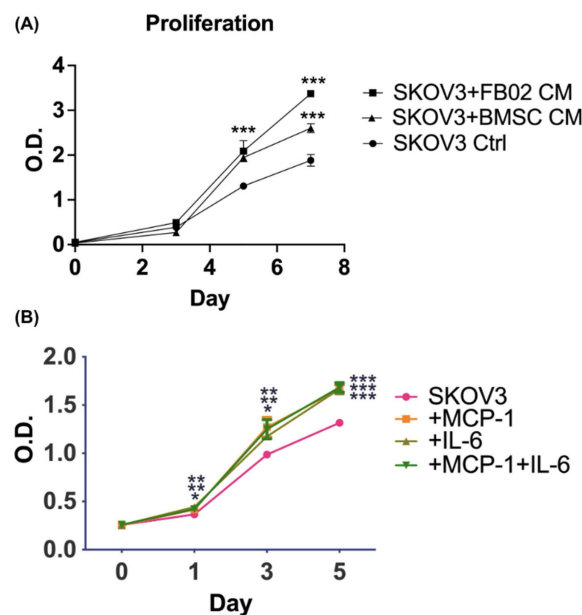 (A)
Proliferation
4
3
2
1
0
O.D.
***
***
***
SKOV3+FB02 CM
SKOV3+BMSC CM
SKOV3 Ctrl
0 2 4 6 8
Day
(B)
2.0
1.5
1.0
0.5
0.0
O.D.
**
**
*
**
**
*
***
***
***
SKOV3
+MCP-1
+IL-6
+MCP-1+IL-6
0 1 3 5
Day